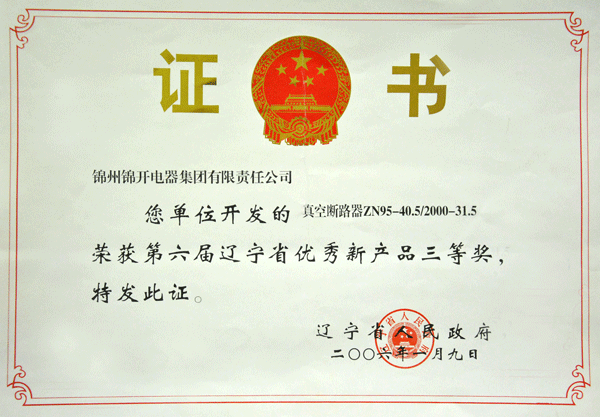 证 书
锦州锦开电器集团有限责任公司
您单位开发的 真空断路器ZN95-40.5/2000-31.5
荣获第六届辽宁省优秀新产品三等奖，
特发此证。
辽宁省人民政府
二〇〇六年一月九日